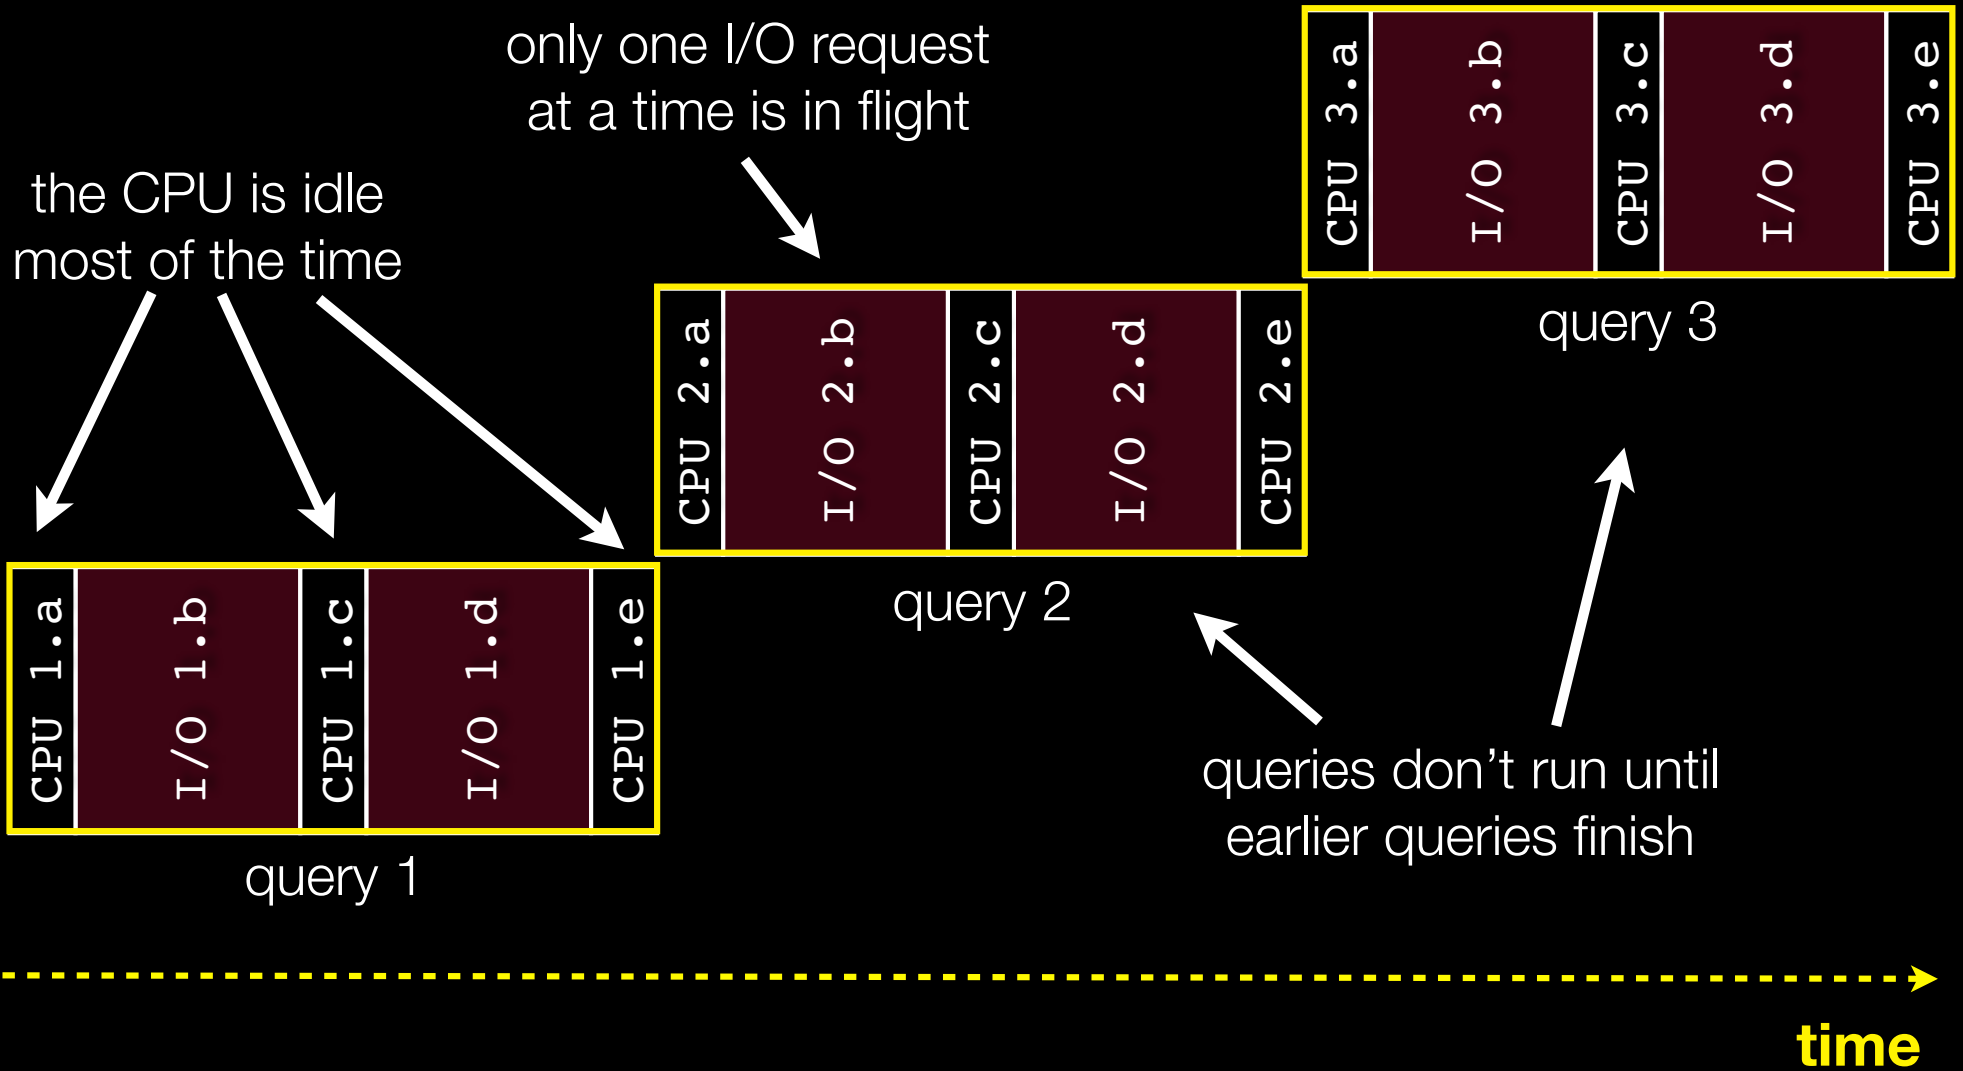 only one I/O request
at a time is in flight
the CPU is idle
most of the time
CPU 3.a
I/O 3.b
CPU 3.c
I/O 3.d
CPU 3.e
query 3
CPU 2.a
I/O 2.b
CPU 2.c
I/O 2.d
CPU 2.e
query 2
CPU 1.a
I/O 1.b
CPU 1.c
I/O 1.d
CPU 1.e
query 1
queries don’t run until
earlier queries finish
time